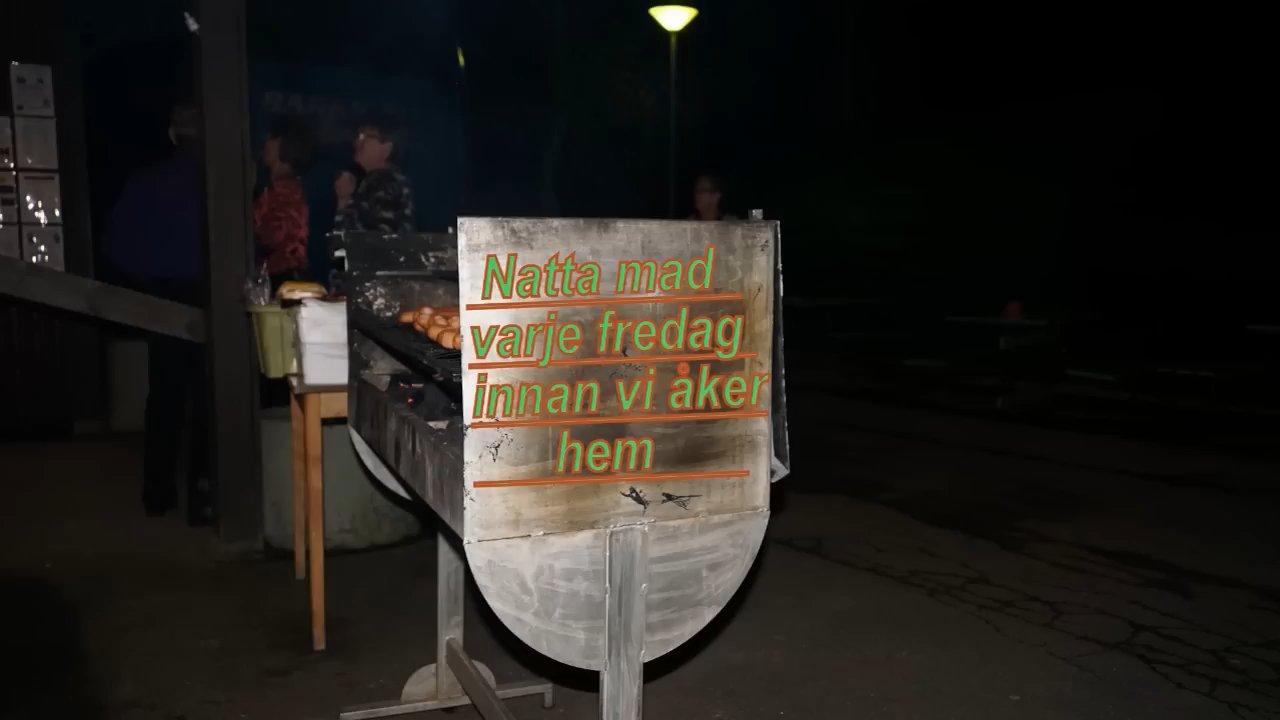 Natta mad
varje fredag
innan vi åker
hem